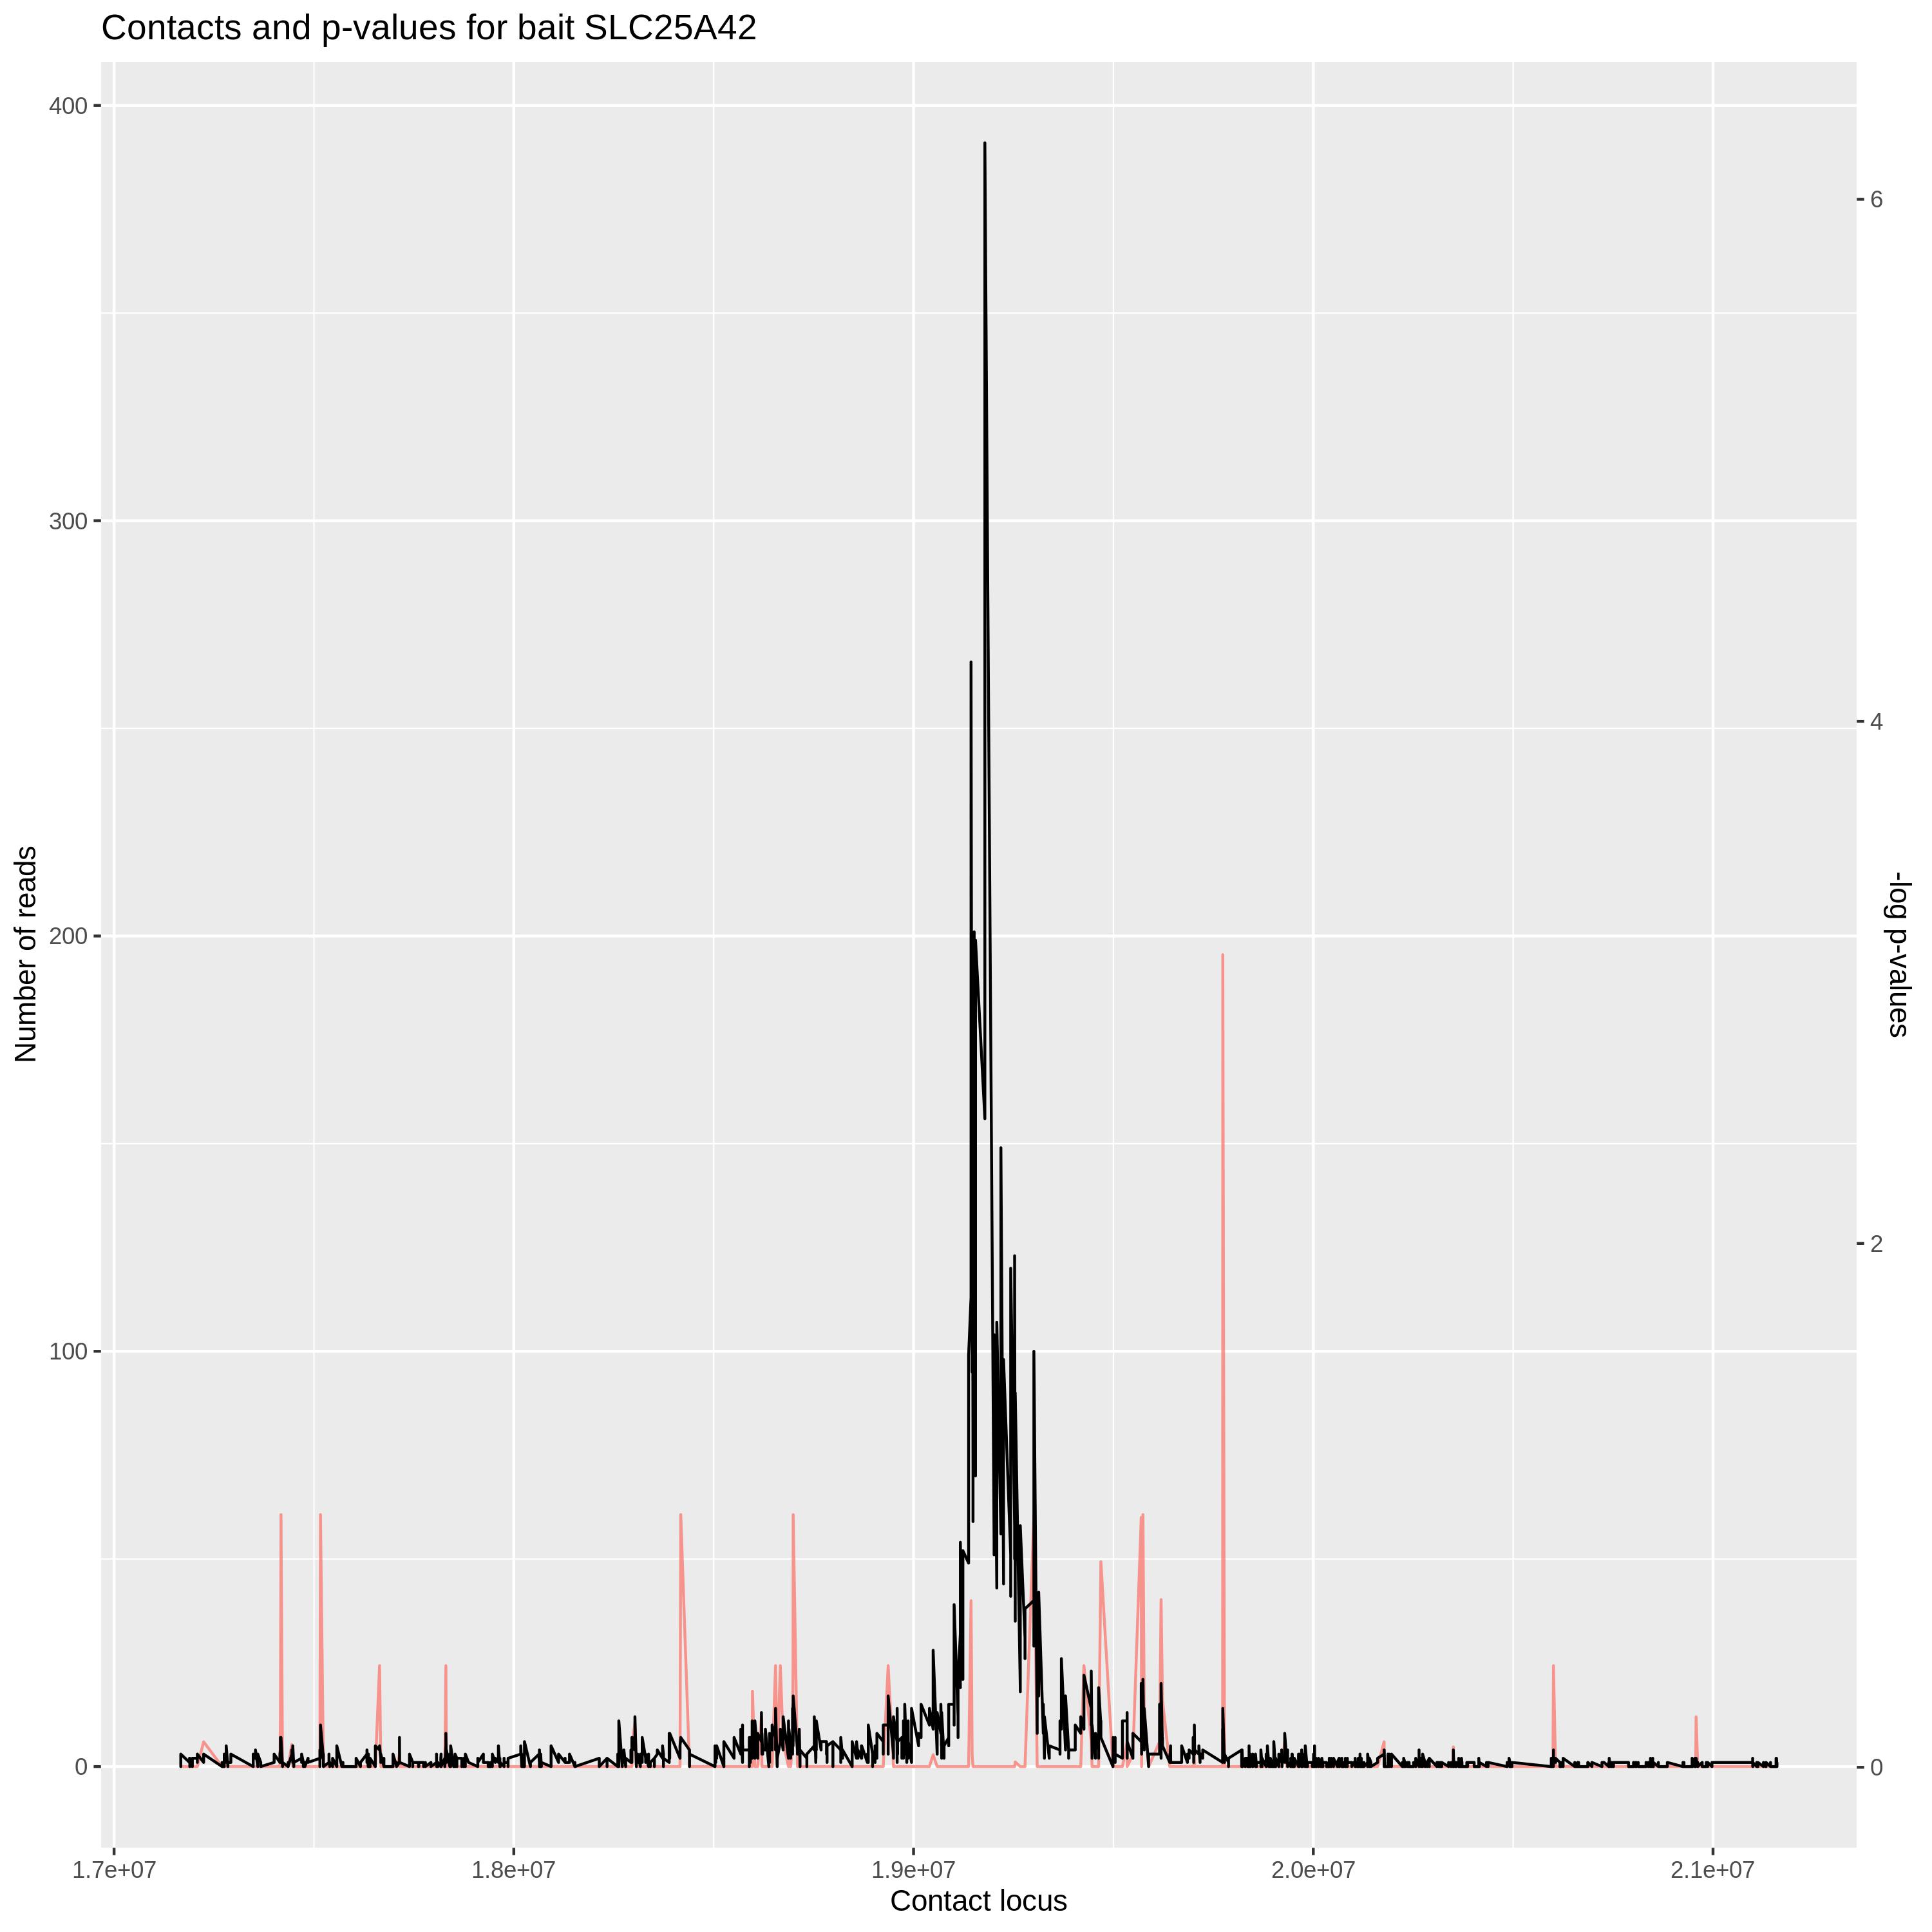 Contacts and p-values for bait SLC25A42
400
300
200
100
0
Number of reads
6
4
2
0
-log p-values
1.7e+07
1.8e+07
1.9e+07
2.0e+07
2.1e+07
Contact locus